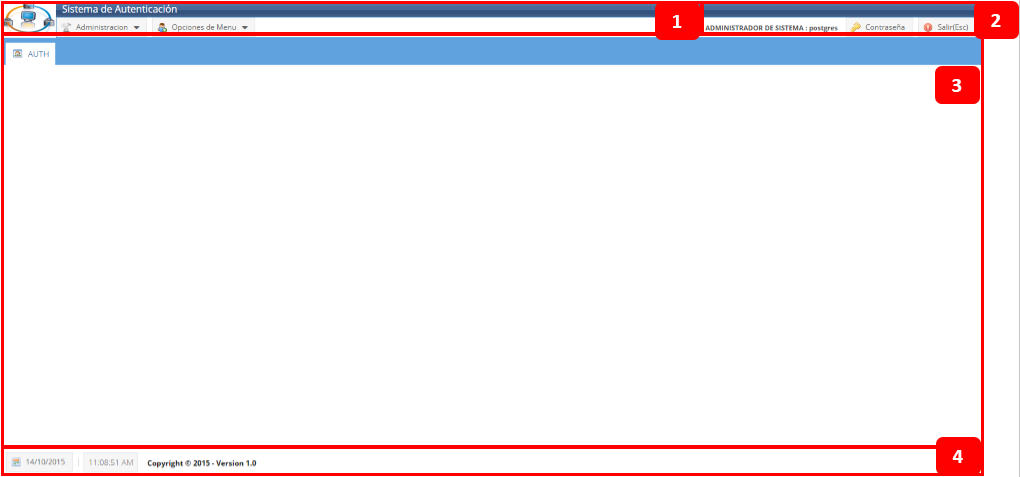 Sistema de Autenticación
1
2
Administracion Opciones de Menu ADMINISTRADOR DE SISTEMA : postgres Contraseña Salir(Esc)
AUTH
3
4
14/10/2015 11:08:51 AM Copyright © 2015 - Version 1.0